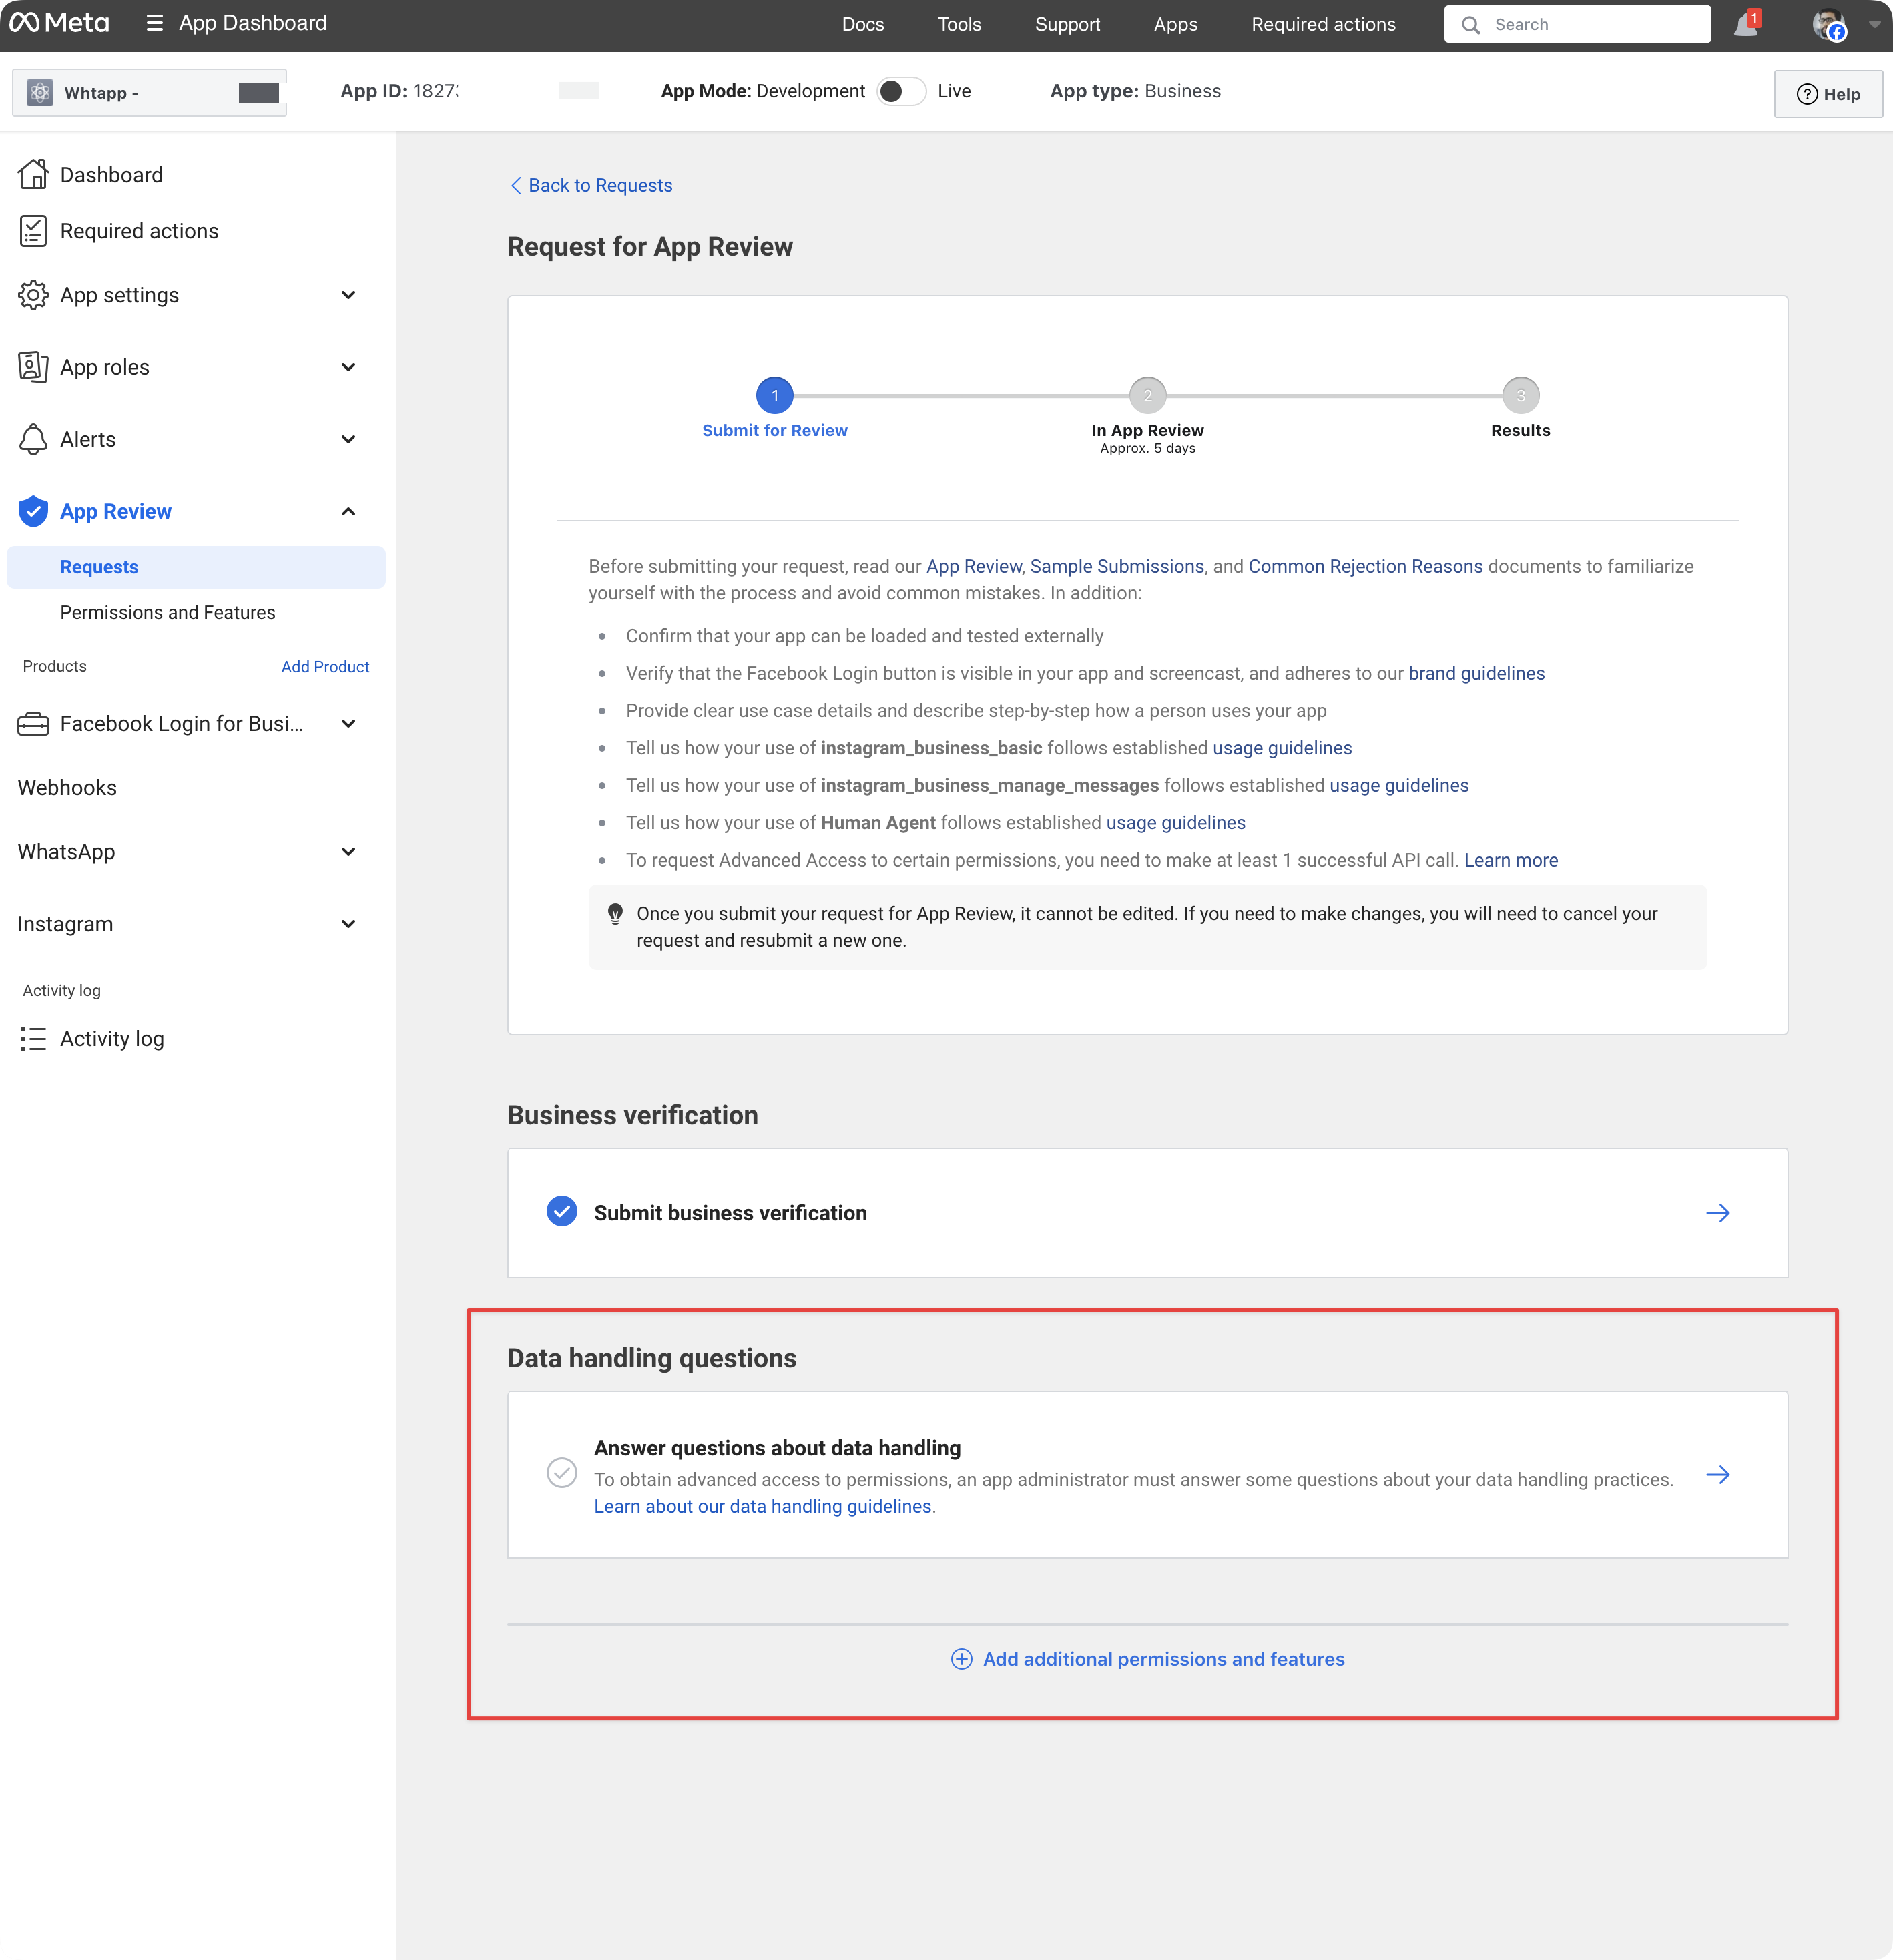 Meta
App Dashboard
Docs
Tools
Support
Apps
Required actions
Search
1
Whtapp -
App ID: 1827
App Mode: Development
Live
App type: Business
Help
Dashboard
Required actions
App settings
App roles
Alerts
App Review
Requests
Permissions and Features
Products
Add Product
Facebook Login for Busi...
Webhooks
WhatsApp
Instagram
Activity log
Activity log
Back to Requests
Request for App Review
1
2
3
Submit for Review
In App Review
Results
Approx. 5 days
Before submitting your request, read our App Review, Sample Submissions, and Common Rejection Reasons documents to familiarize
yourself with the process and avoid common mistakes. In addition:
• Confirm that your app can be loaded and tested externally
• Verify that the Facebook Login button is visible in your app and screencast, and adheres to our brand guidelines
• Provide clear use case details and describe step-by-step how a person uses your app
• Tell us how your use of instagram_business_basic follows established usage guidelines
• Tell us how your use of instagram_business_manage_messages follows established usage guidelines
• Tell us how your use of Human Agent follows established usage guidelines
• To request Advanced Access to certain permissions, you need to make at least 1 successful API call. Learn more
Once you submit your request for App Review, it cannot be edited. If you need to make changes, you will need to cancel your
request and resubmit a new one.
Business verification
Submit business verification
Data handling questions
Answer questions about data handling
To obtain advanced access to permissions, an app administrator must answer some questions about your data handling practices.
Learn about our data handling guidelines.
Add additional permissions and features